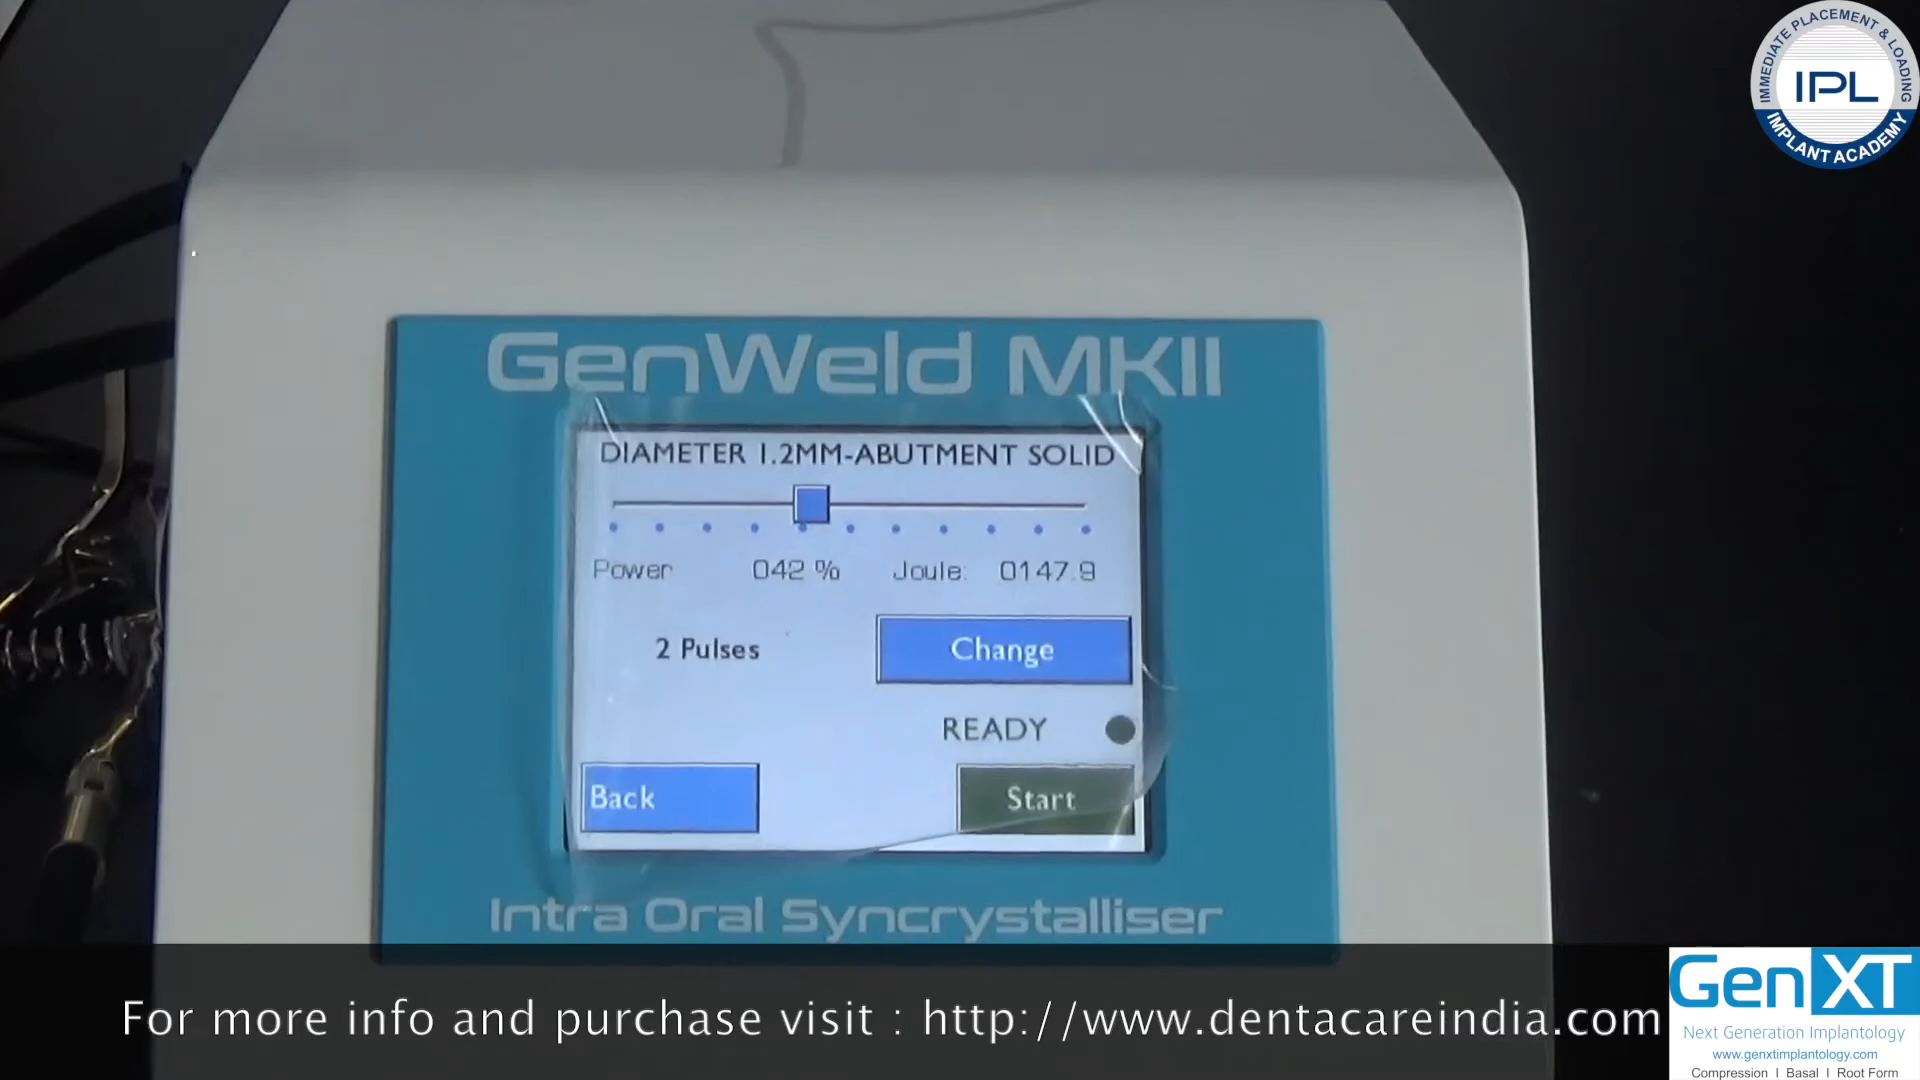 IMMEDIATE PLACEMENT & LOADING
IPL
IMPLANT ACADEMY
GenWeld MKII
DIAMETER 1.2MM-ABUTMENT SOLID
Power 042 % Joule: 0147.9
2 Pulses Change
READY
Back Start
Intra Oral Syncrystalliser
For more info and purchase visit : http://www.dentacareindia.com
GenXT
Next Generation Implantology
www.genxtimplantology.com
Compression I Basal I Root Form